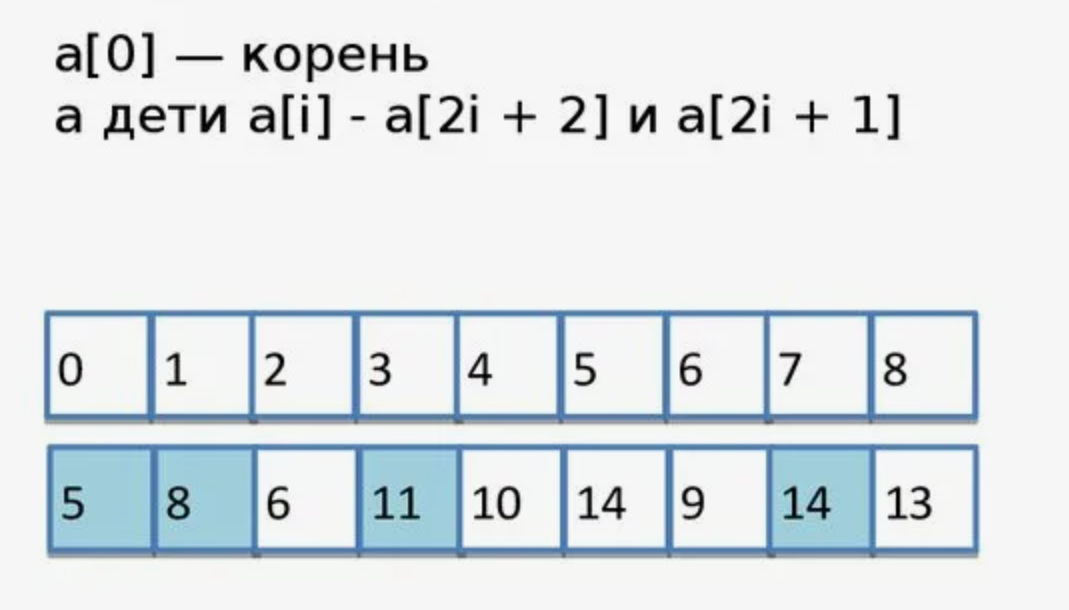 a[0] — корень
а дети a[i] - a[2i + 2] и a[2i + 1]
0 1 2 3 4 5 6 7 8
5 8 6 11 10 14 9 14 13